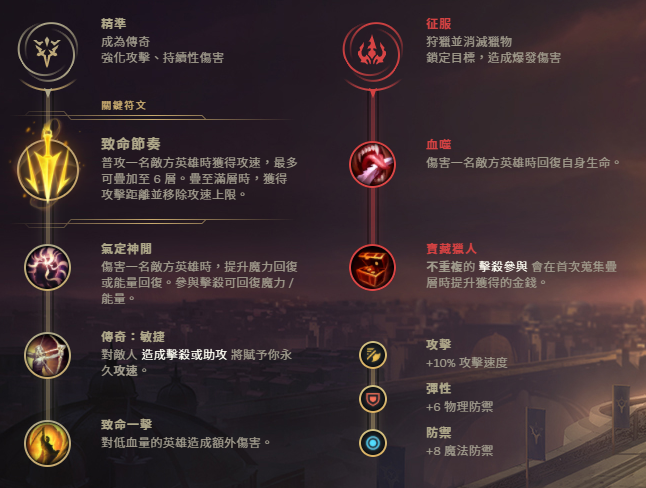 精準
成為傳奇
強化攻擊、持續性傷害
關鍵符文
致命節奏
普攻一名敵方英雄時獲得攻速，最多
可疊加至 6 層。疊至滿層時，獲得
攻擊距離並移除攻速上限。
氣定神閒
傷害一名敵方英雄時，提升魔力回復
或能量回復。參與擊殺可回復魔力 /
能量。
傳奇：敏捷
對敵人 造成擊殺或助攻 將賦予你永
久攻速。
致命一擊
對低血量的英雄造成額外傷害。
征服
狩獵並消滅獵物
鎖定目標，造成爆發傷害
血噬
傷害一名敵方英雄時回復自身生命。
寶藏獵人
不重複的 擊殺參與 會在首次蒐集疊
層時提升獲得的金錢。
攻擊
+10% 攻擊速度
彈性
+6 物理防禦
防禦
+8 魔法防禦